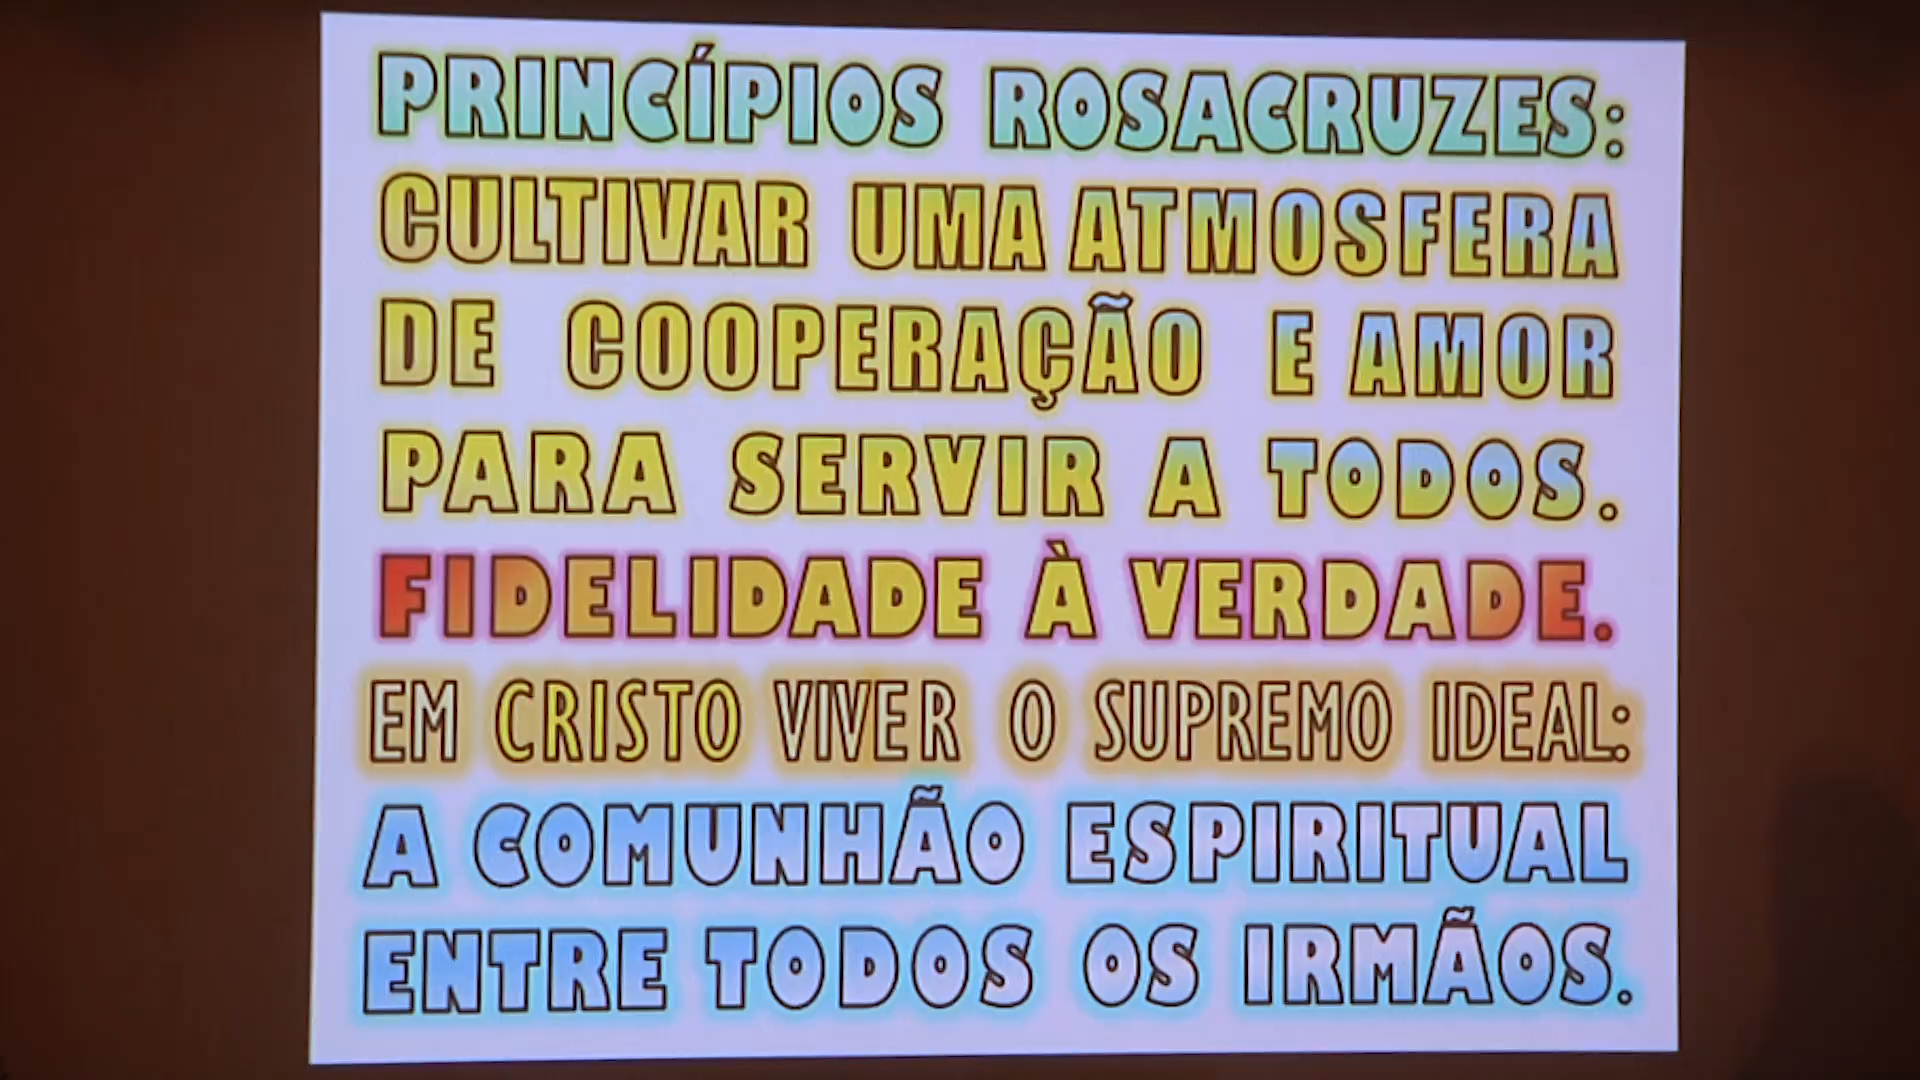 PRINCÍPIOS ROSACRUZES:
CULTIVAR UMA ATMOSFERA
DE COOPERAÇÃO E AMOR
PARA SERVIR A TODOS.
FIDELIDADE À VERDADE.
EM CRISTO VIVER O SUPREMO IDEAL:
A COMUNHÃO ESPIRITUAL
ENTRE TODOS OS IRMÃOS.